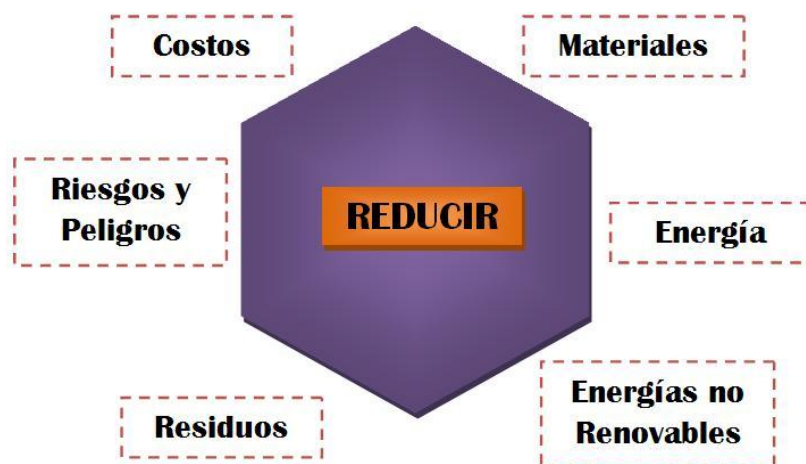 Costos
Materiales
Riesgos y
Peligros
REDUCIR
Energía
Energías no
Renovables
Residuos